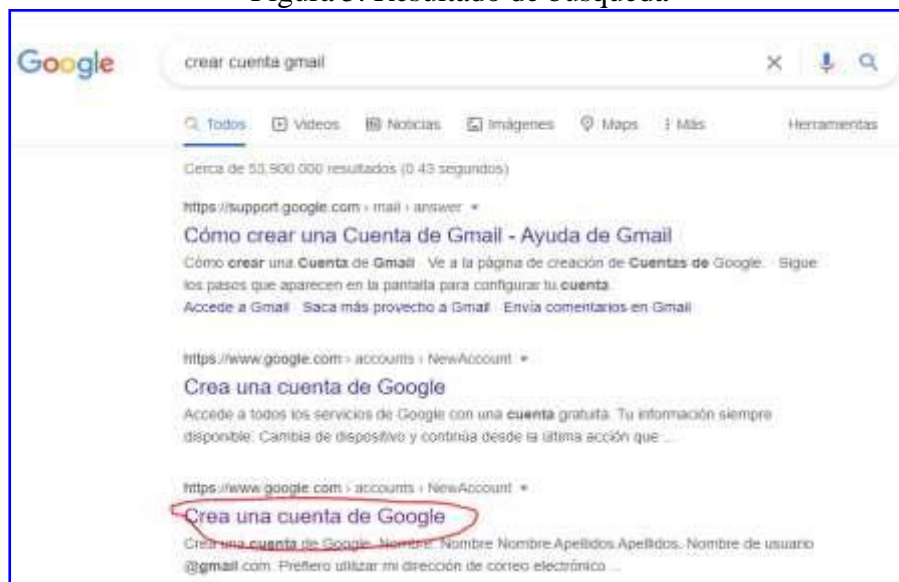 Figura 3. Resultado de búsqueda
Google
crear cuenta gmail
Todos Videos Noticias Imágenes Maps Más Herramientas
Cerca de 53.900.000 resultados (0.43 segundos)
https://support.google.com › mail › answer
Cómo crear una Cuenta de Gmail - Ayuda de Gmail
Cómo crear una Cuenta de Gmail · Ve a la página de creación de Cuentas de Google. · Sigue
los pasos que aparecen en la pantalla para configurar tu cuenta.
Accede a Gmail · Saca más provecho a Gmail · Envía comentarios en Gmail
https://www.google.com › accounts › NewAccount
Crea una cuenta de Google
Accede a todos los servicios de Google con una cuenta gratuita. Tu información siempre
disponible. Cambia de dispositivo y continúa desde la última acción que ...
https://www.google.com › accounts › NewAccount
Crea una cuenta de Google
Crea una cuenta de Google. Nombre. Nombre Nombre Apellidos Apellidos. Nombre de usuario
@gmail.com. Prefiero utilizar mi dirección de correo electrónico ...